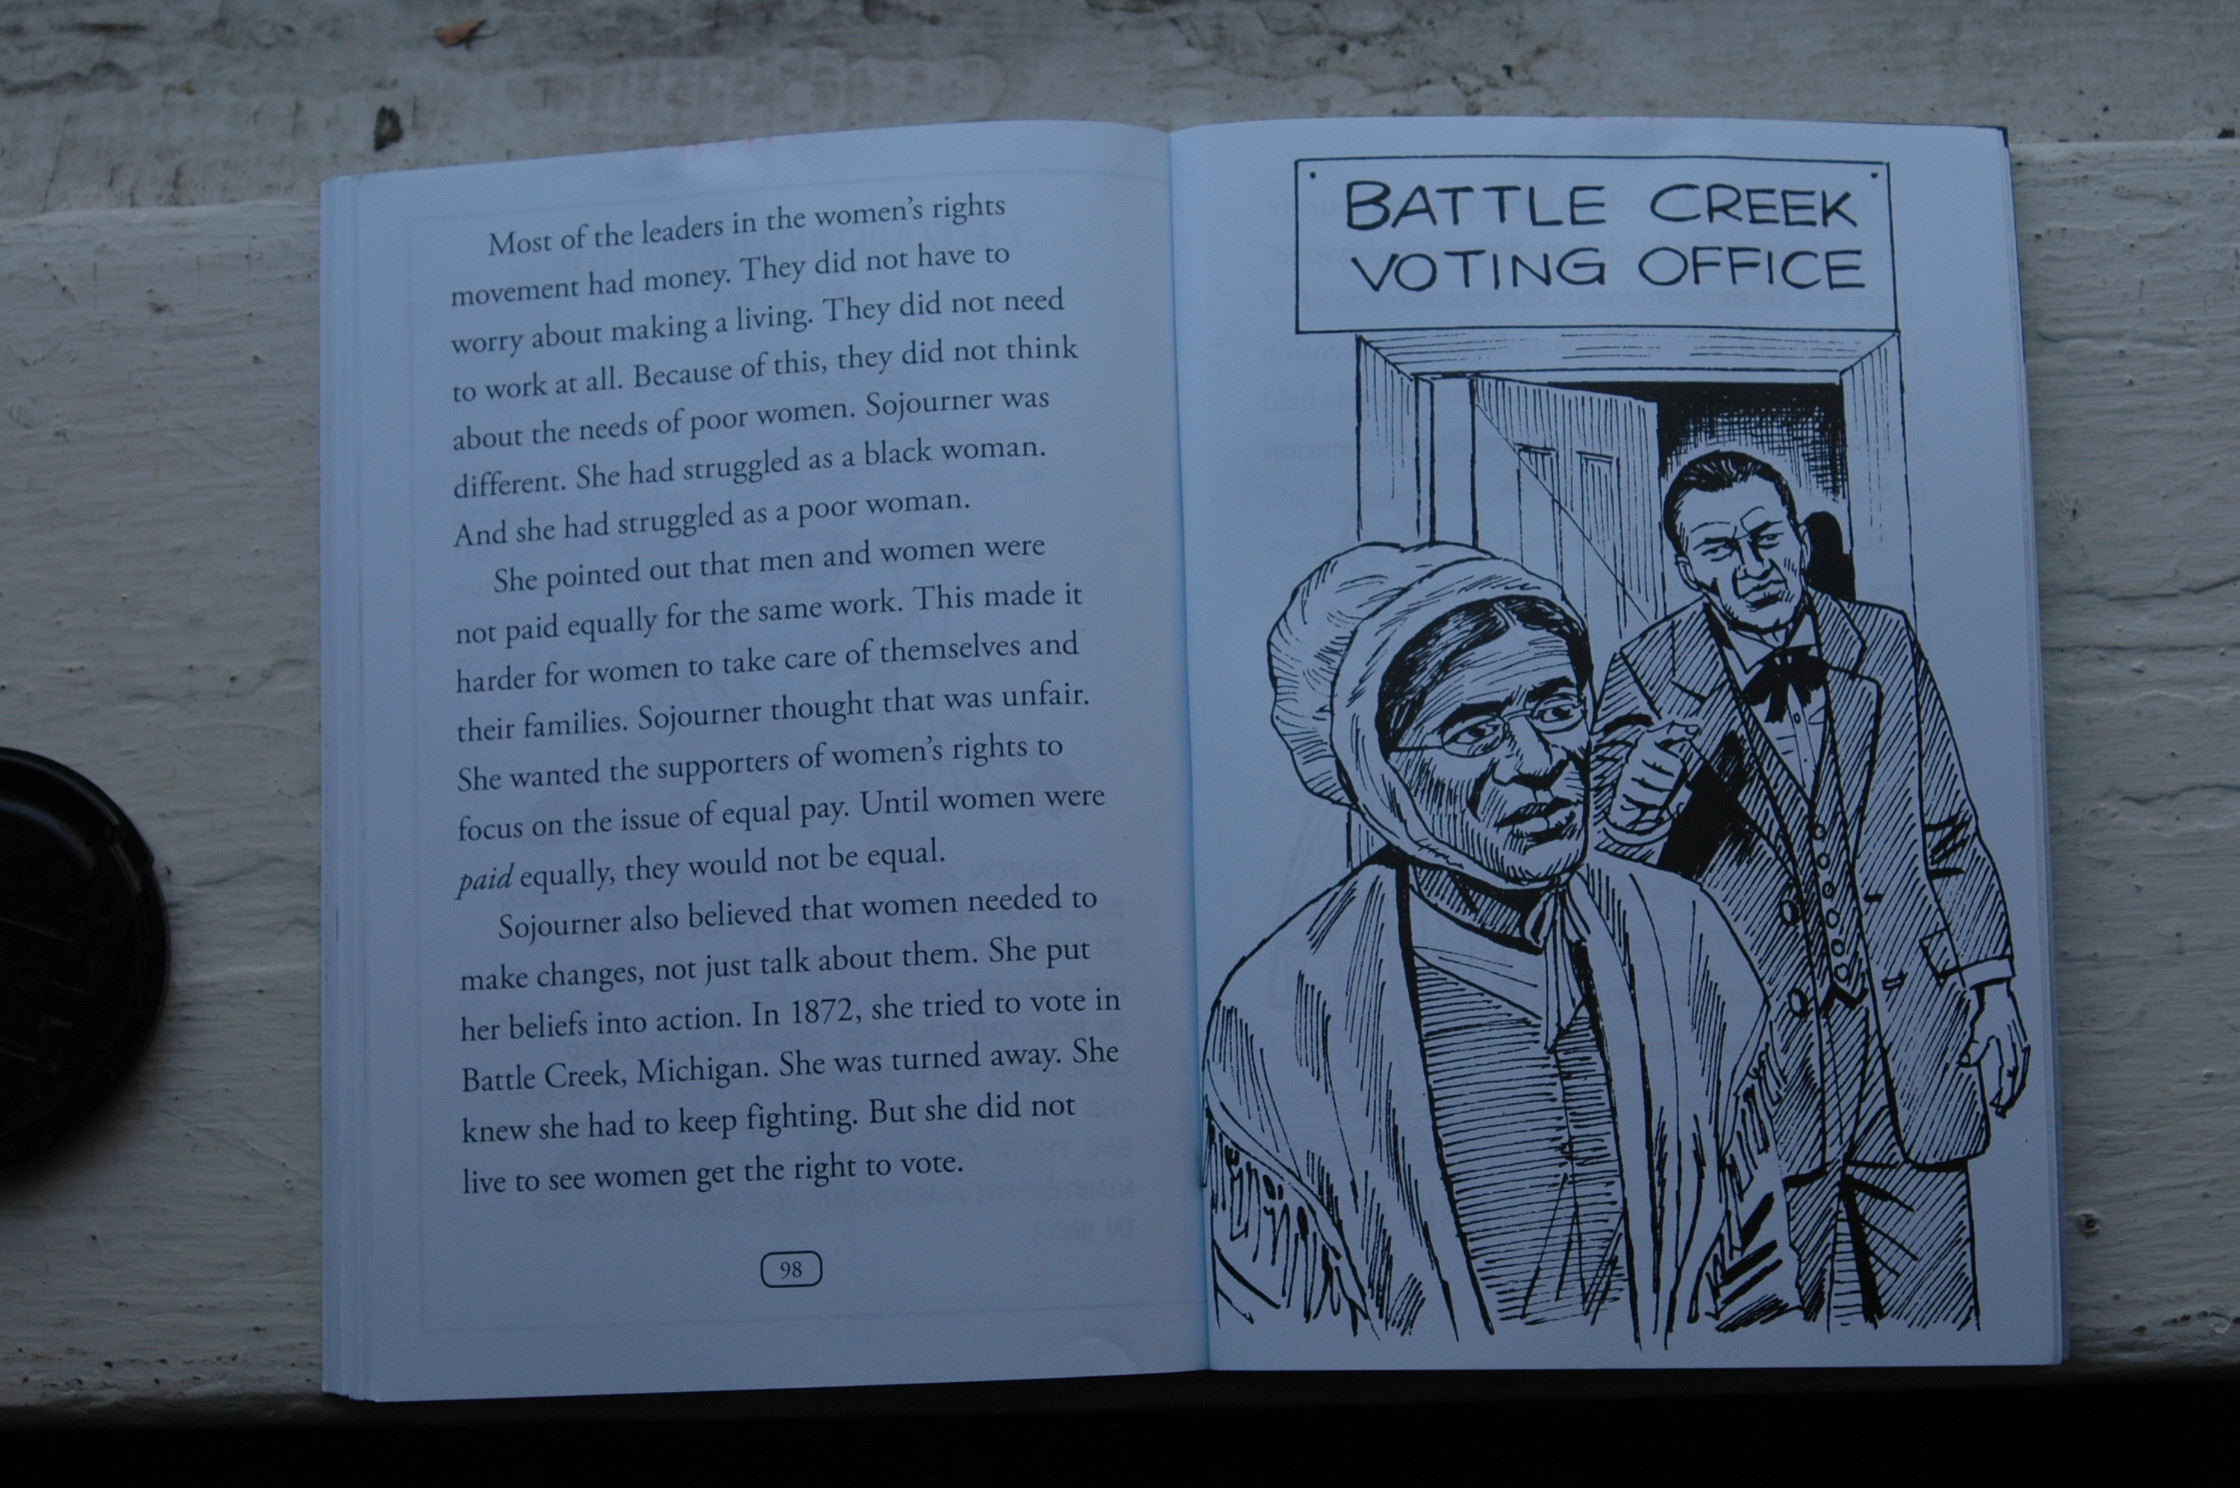 Most of the leaders in the women's rights
movement had money. They did not have to
worry about making a living. They did not need
to work at all. Because of this, they did not think
about the needs of poor women. Sojourner was
different. She had struggled as a black woman.
And she had struggled as a poor woman.
She pointed out that men and women were
not paid equally for the same work. This made it
harder for women to take care of themselves and
their families. Sojourner thought that was unfair.
She wanted the supporters of women's rights to
focus on the issue of equal pay. Until women were
paid equally, they would not be equal.
Sojourner also believed that women needed to
make changes, not just talk about them. She put
her beliefs into action. In 1872, she tried to vote in
Battle Creek, Michigan. She was turned away. She
knew she had to keep fighting. But she did not
live to see women get the right to vote.
98
BATTLE CREEK
VOTING OFFICE